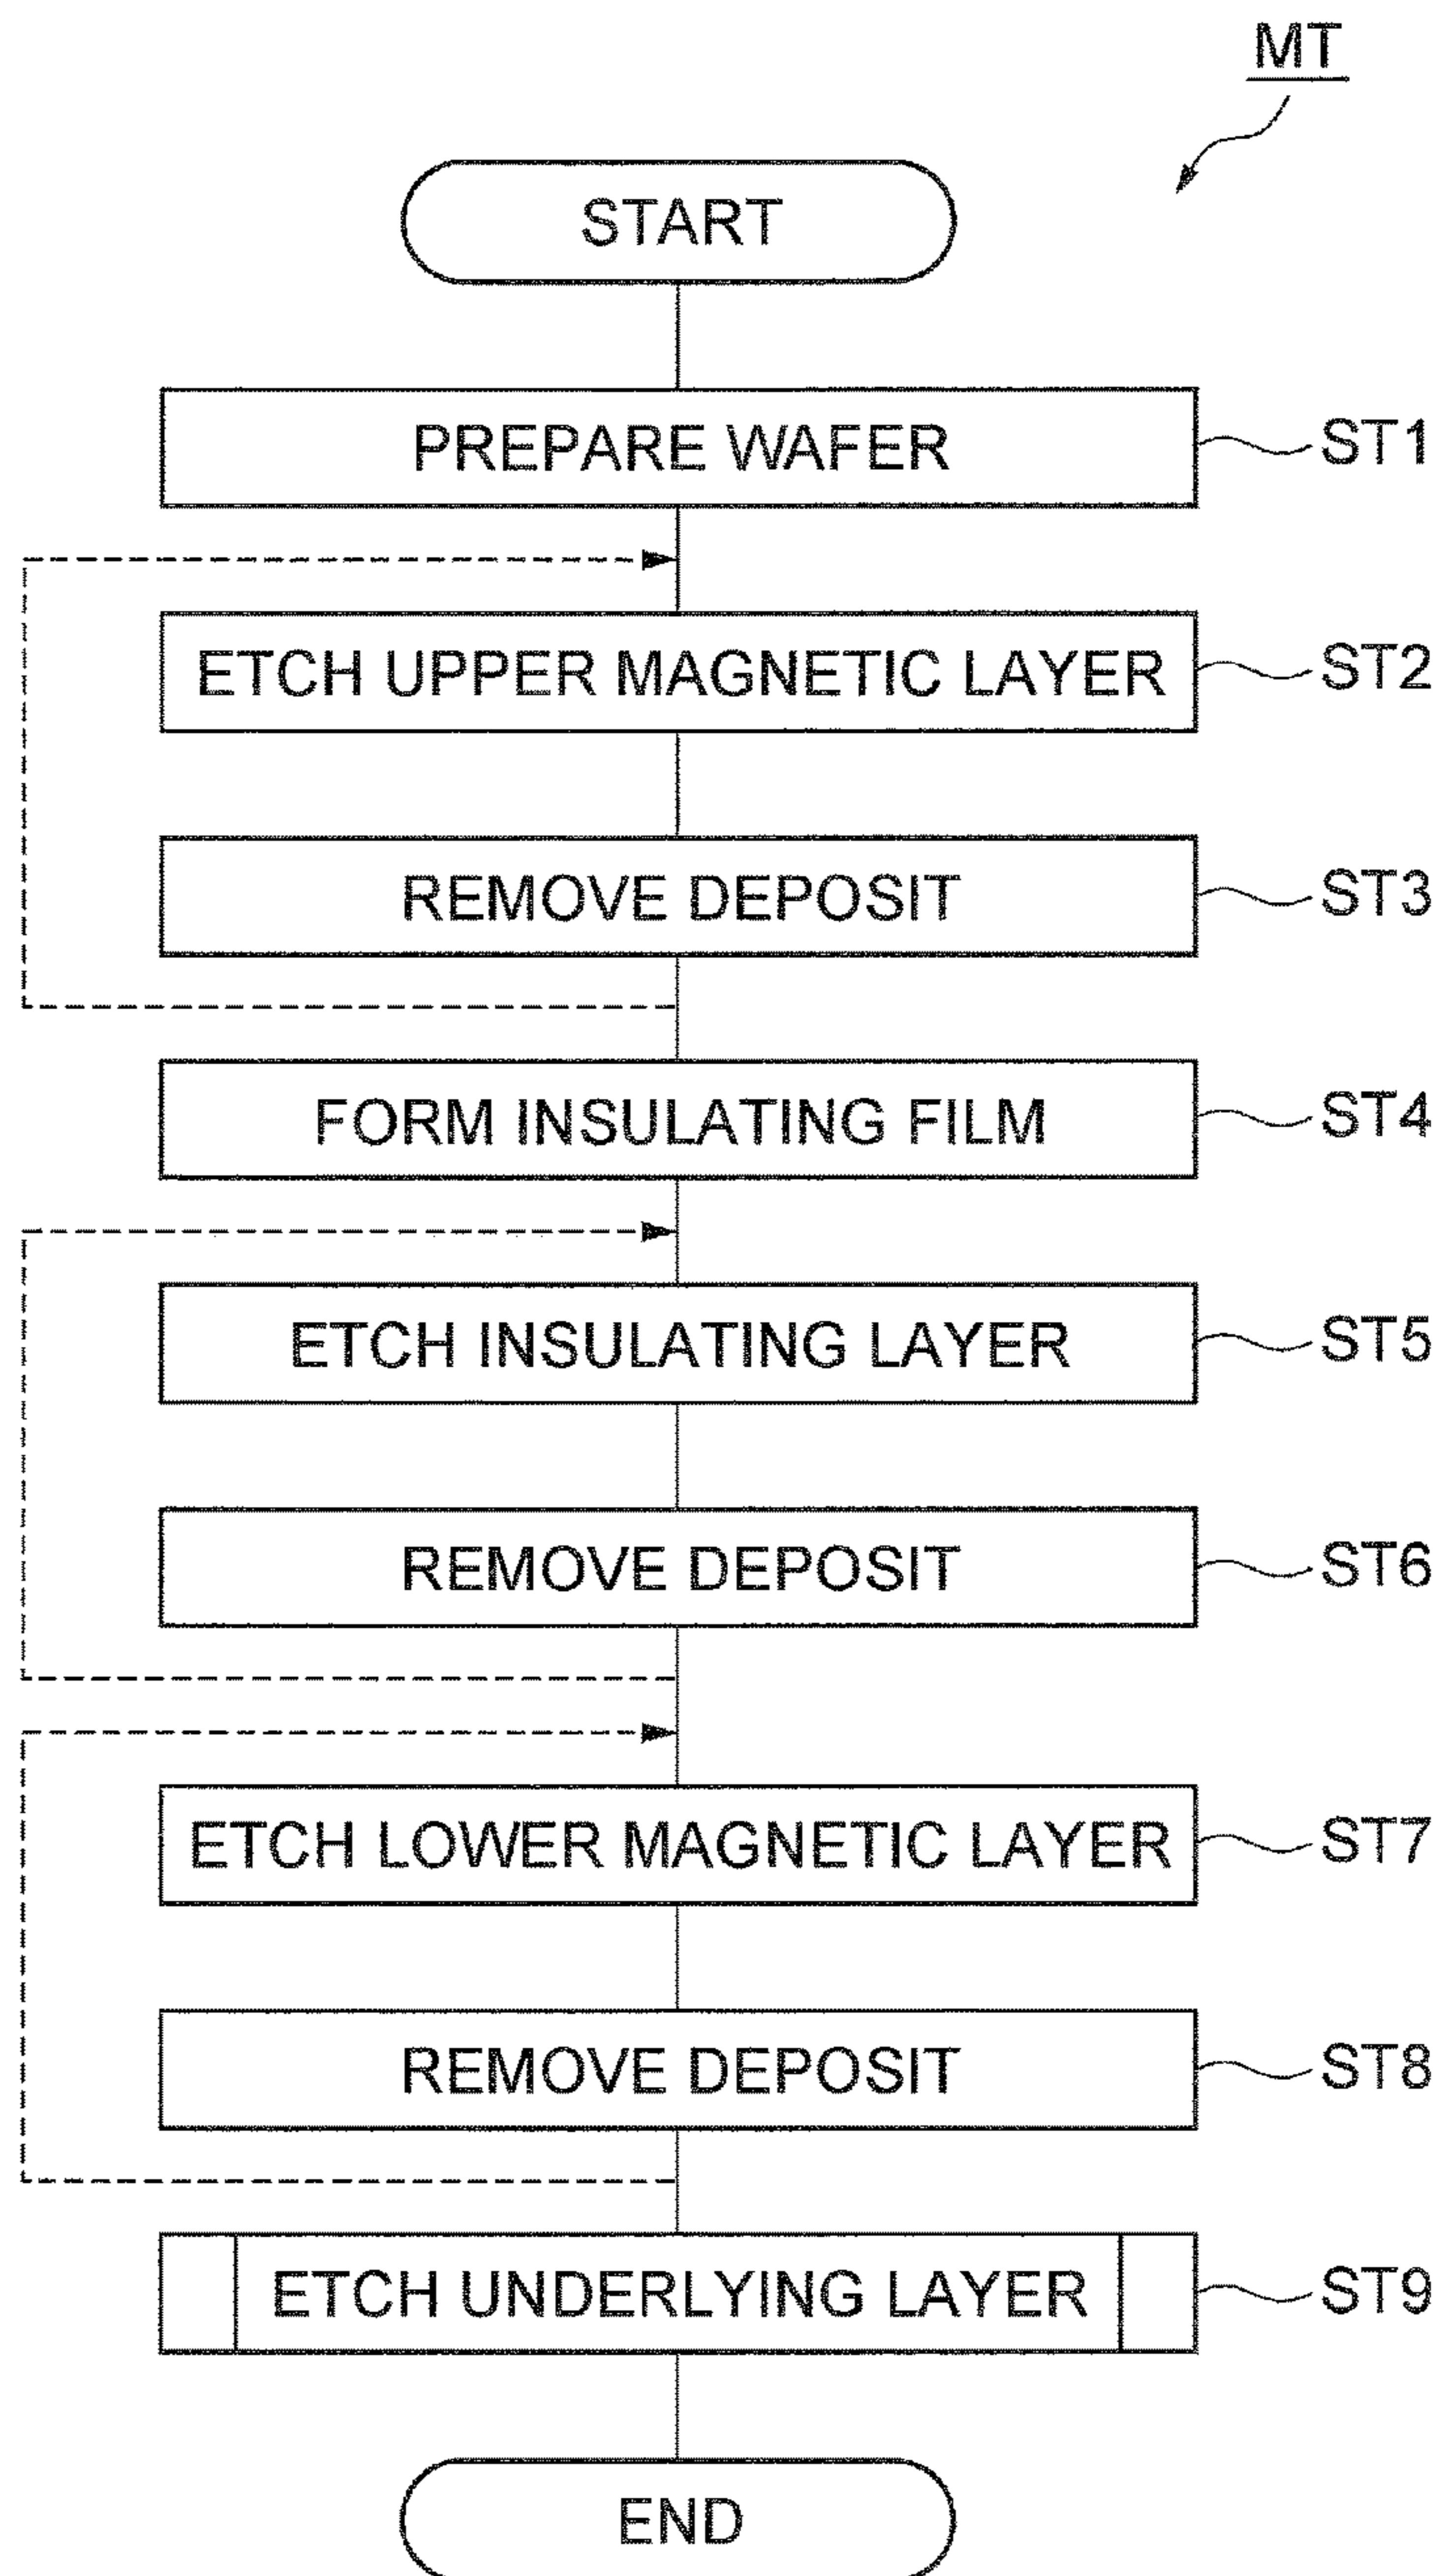 MT
START
PREPARE WAFER ST1
ETCH UPPER MAGNETIC LAYER ST2
REMOVE DEPOSIT ST3
FORM INSULATING FILM ST4
ETCH INSULATING LAYER ST5
REMOVE DEPOSIT ST6
ETCH LOWER MAGNETIC LAYER ST7
REMOVE DEPOSIT ST8
ETCH UNDERLYING LAYER ST9
END